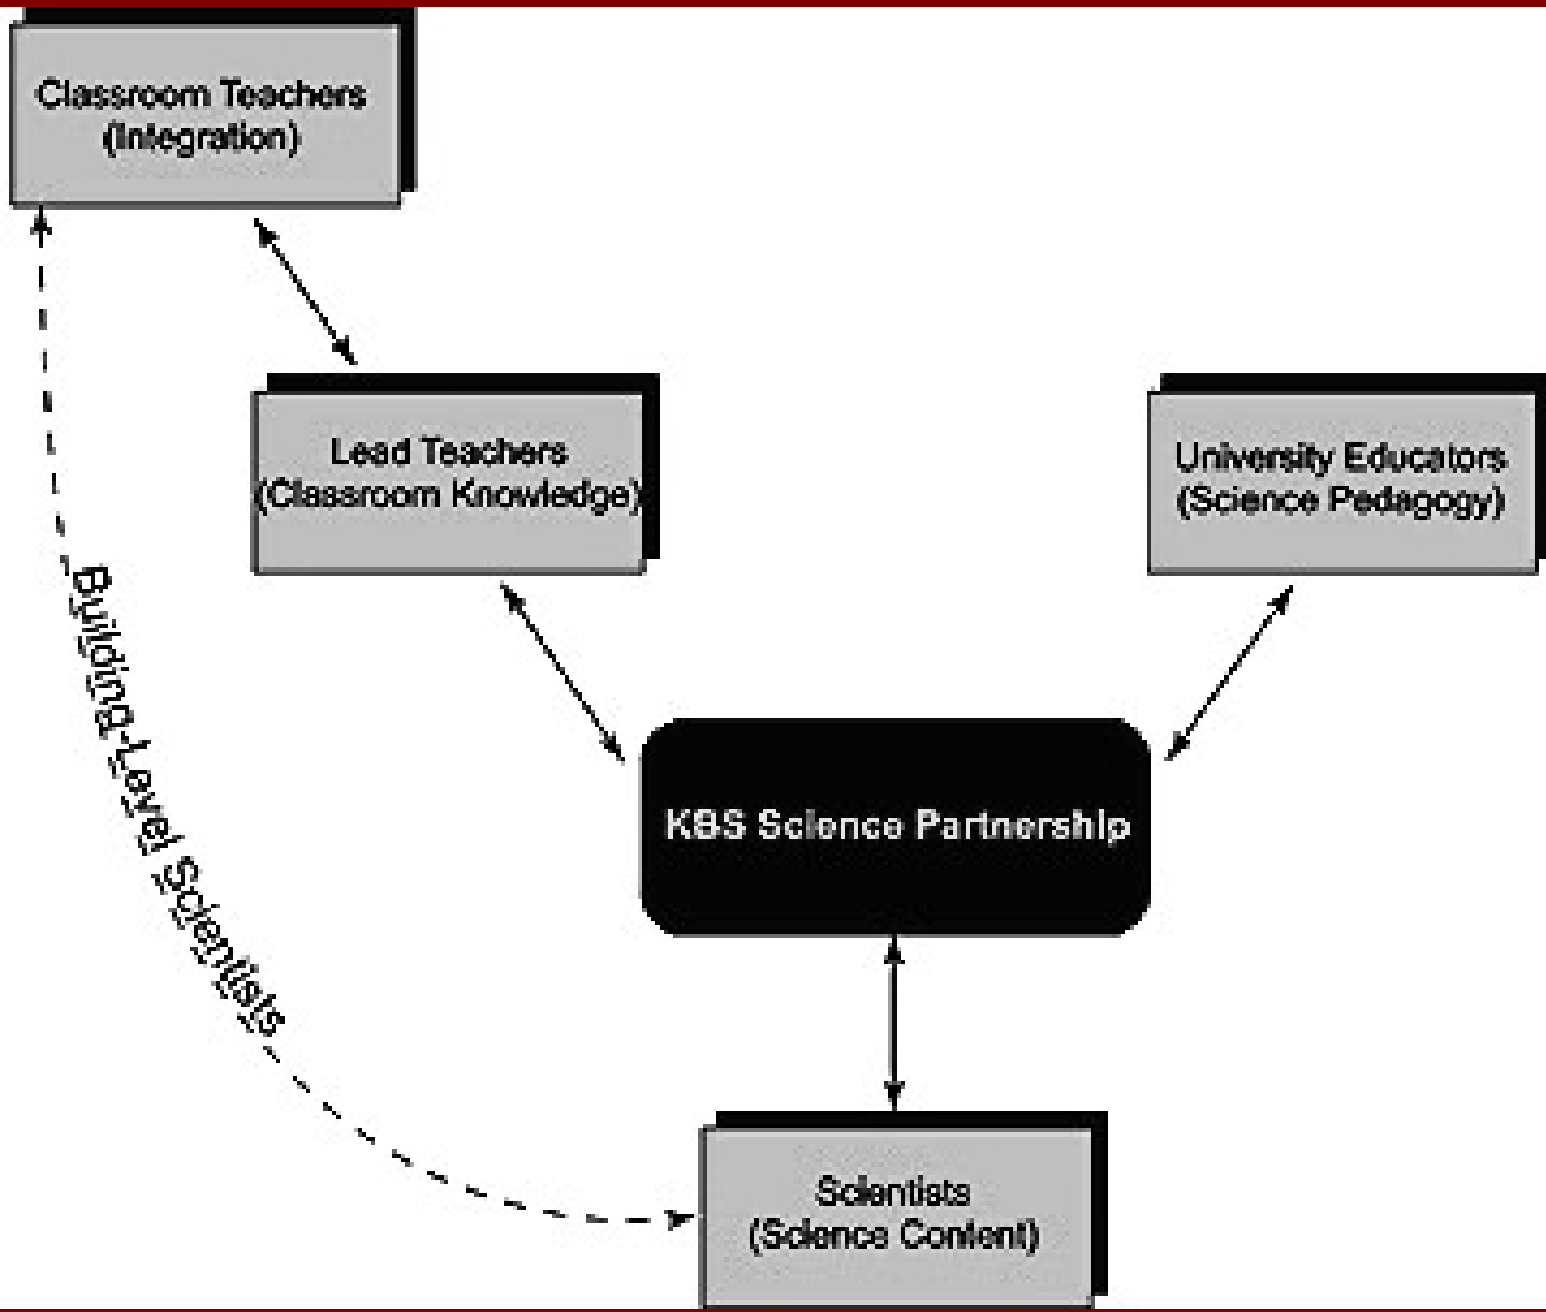 Classroom Teachers
(Integration)
Lead Teachers
(Classroom Knowledge)
University Educators
(Science Pedagogy)
Building-Level Scientists
KBS Science Partnership
Scientists
(Science Content)